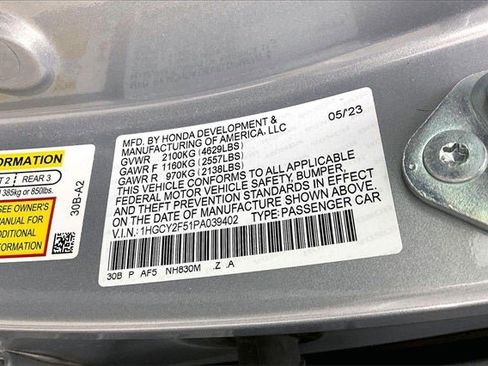 FORMATION
T 2 REAR 3
385kg or 850lbs.
SEE OWNER'S
MANUAL FOR
ADDITIONAL
INFORMATION
30B-A2
MFD. BY HONDA DEVELOPMENT & 05/'23
MANUFACTURING OF AMERICA, LLC
GVWR 2100KG (4629LBS)
GAWR F 1160KG (2557LBS)
GAWR R 970KG (2138LBS)
THIS VEHICLE CONFORMS TO ALL APPLICABLE
FEDERAL MOTOR VEHICLE SAFETY, BUMPER,
AND THEFT PREVENTION STANDARDS IN EFFECT
ON THE DATE OF MANUFACTURE SHOWN ABOVE.
V.I.N.: 1HGCY2F51PA039402 TYPE: PASSENGER CAR
30B P AF5 NH830M .Z .A